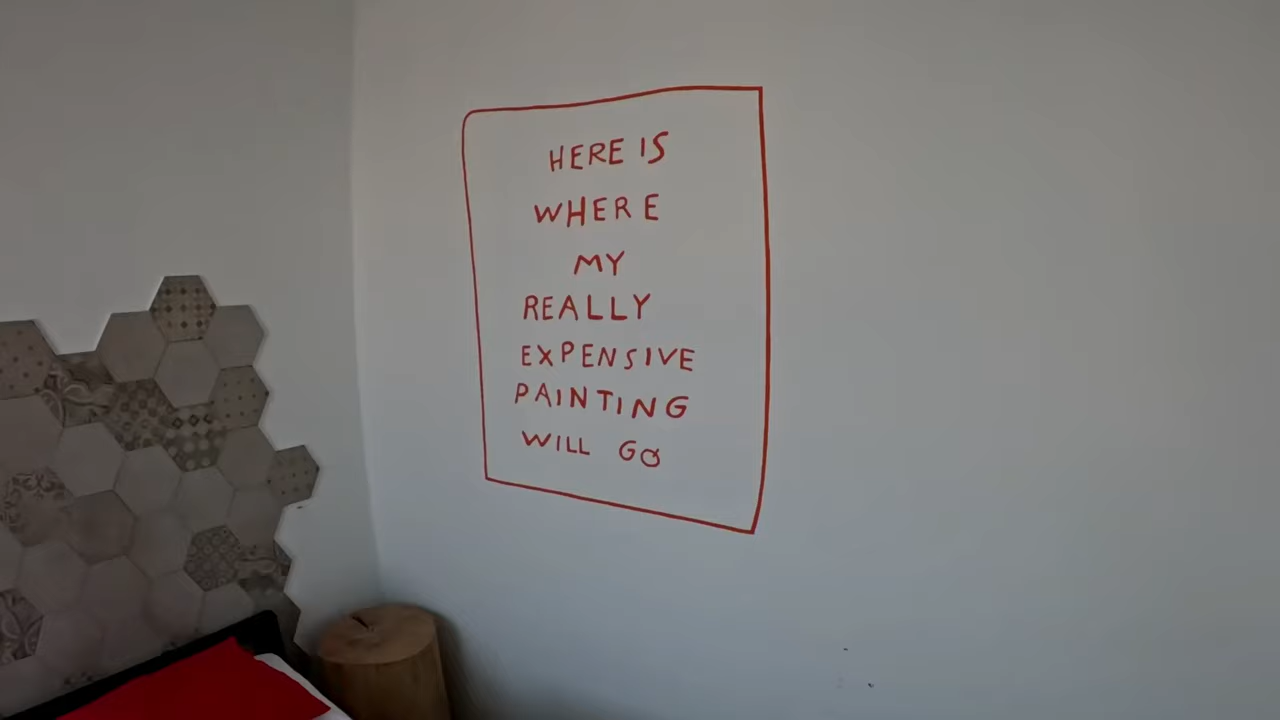 HERE IS
WHERE
MY
REALLY
EXPENSIVE
PAINTING
WILL GO